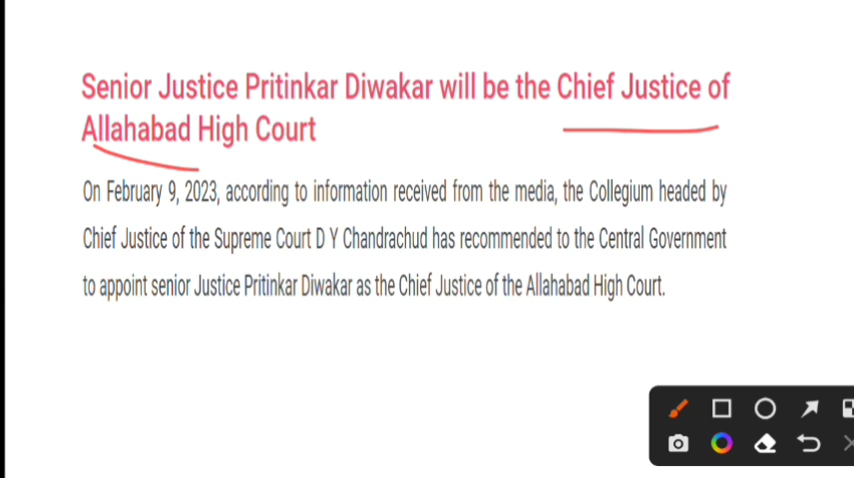 Senior Justice Pritinkar Diwakar will be the Chief Justice of
Allahabad High Court
On February 9, 2023, according to information received from the media, the Collegium headed by
Chief Justice of the Supreme Court D Y Chandrachud has recommended to the Central Government
to appoint senior Justice Pritinkar Diwakar as the Chief Justice of the Allahabad High Court.